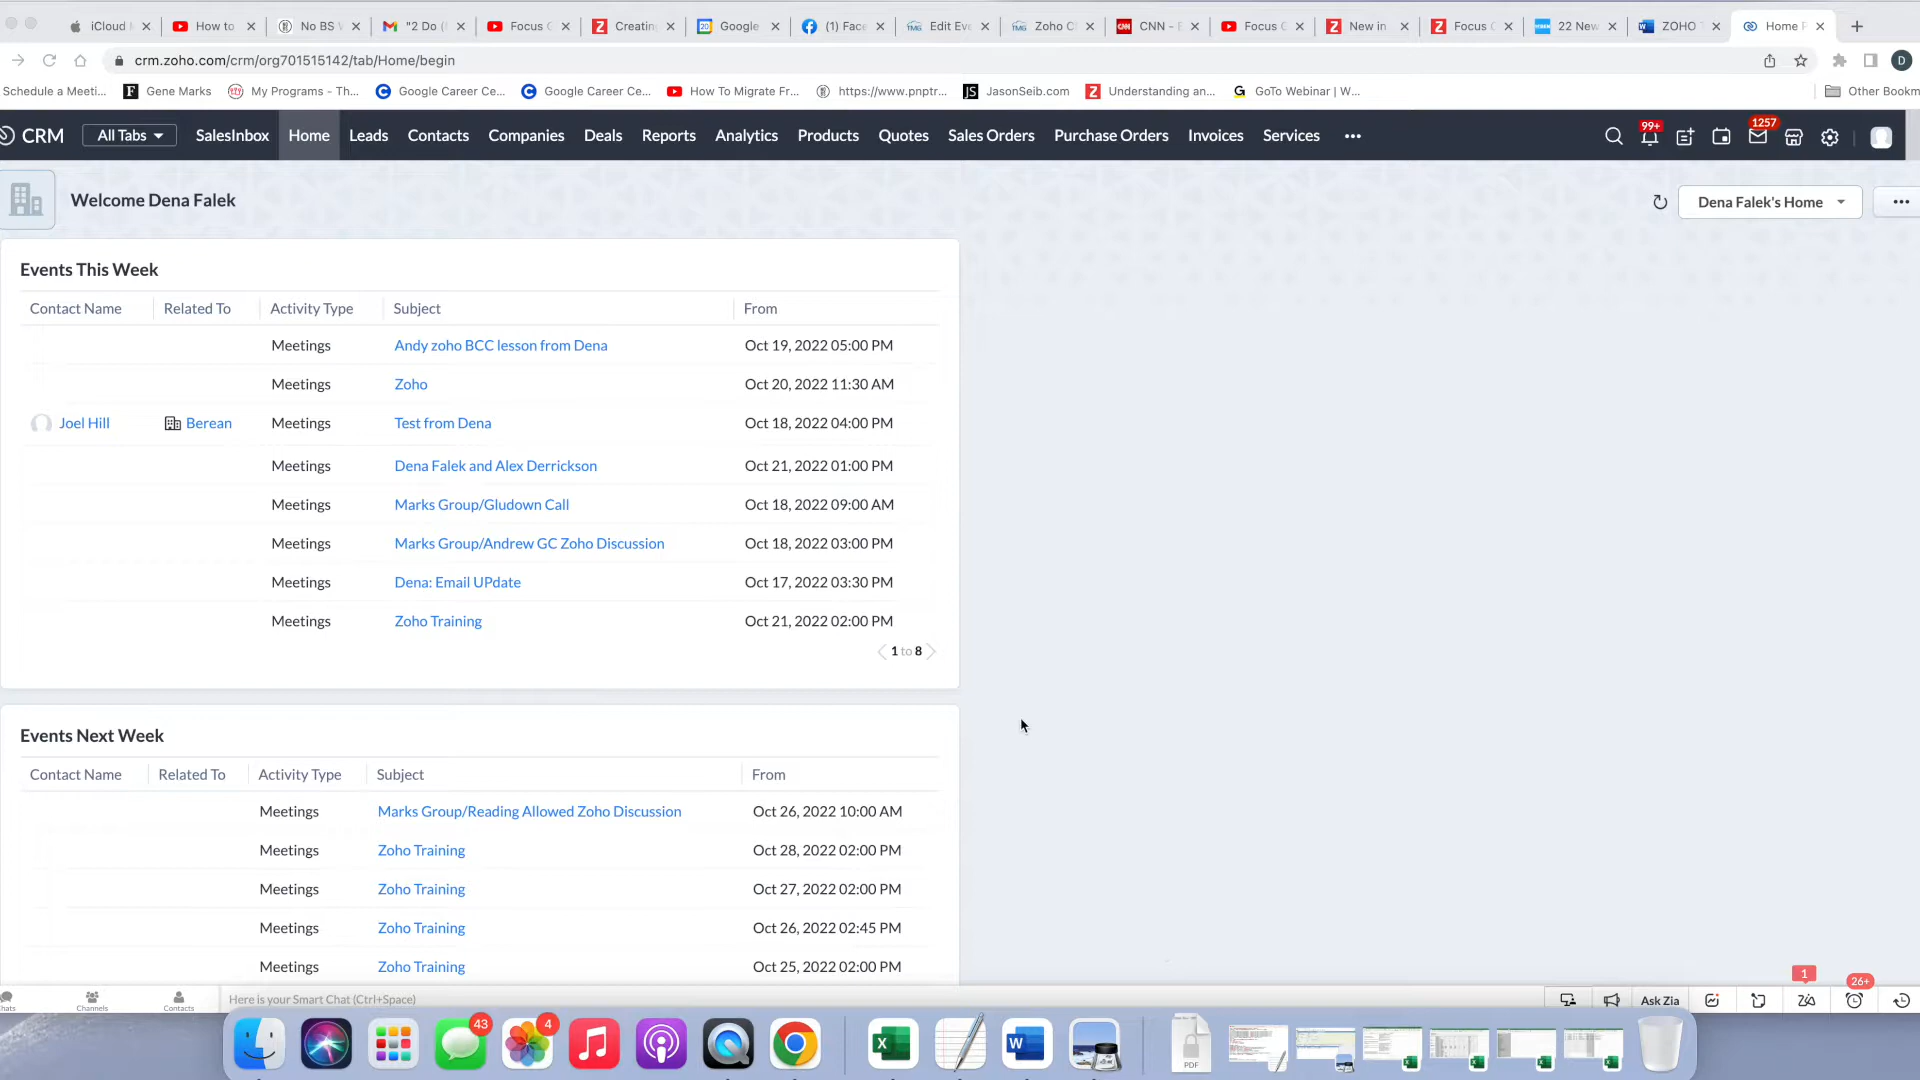 iCloud
How to
No BS
"2 Do (
Focus
Creatin
Google
(1) Face
Edit Eve
Zoho C
CNN - E
Focus
New in
Focus
22 New
ZOHO
Home P
crm.zoho.com/crm/org701515142/tab/Home/begin
D
Schedule a Meeti...
Gene Marks
My Programs - Th...
Google Career Ce...
Google Career Ce...
How To Migrate Fr...
https://www.pnptr...
JasonSeib.com
Understanding an...
GoTo Webinar | W...
Other Bookm
CRM
All Tabs
SalesInbox
Home
Leads
Contacts
Companies
Deals
Reports
Analytics
Products
Quotes
Sales Orders
Purchase Orders
Invoices
Services
99+
1257
Welcome Dena Falek
Dena Falek's Home
Events This Week
Contact Name Related To Activity Type Subject From
Meetings Andy zoho BCC lesson from Dena Oct 19, 2022 05:00 PM
Meetings Zoho Oct 20, 2022 11:30 AM
Joel Hill Berean Meetings Test from Dena Oct 18, 2022 04:00 PM
Meetings Dena Falek and Alex Derrickson Oct 21, 2022 01:00 PM
Meetings Marks Group/Gludown Call Oct 18, 2022 09:00 AM
Meetings Marks Group/Andrew GC Zoho Discussion Oct 18, 2022 03:00 PM
Meetings Dena: Email UPdate Oct 17, 2022 03:30 PM
Meetings Zoho Training Oct 21, 2022 02:00 PM
1 to 8
Events Next Week
Contact Name Related To Activity Type Subject From
Meetings Marks Group/Reading Allowed Zoho Discussion Oct 26, 2022 10:00 AM
Meetings Zoho Training Oct 28, 2022 02:00 PM
Meetings Zoho Training Oct 27, 2022 02:00 PM
Meetings Zoho Training Oct 26, 2022 02:45 PM
Meetings Zoho Training Oct 25, 2022 02:00 PM
1
26+
hats
Channels
Contacts
Here is your Smart Chat (Ctrl+Space)
Ask Zia
43
4
PDF